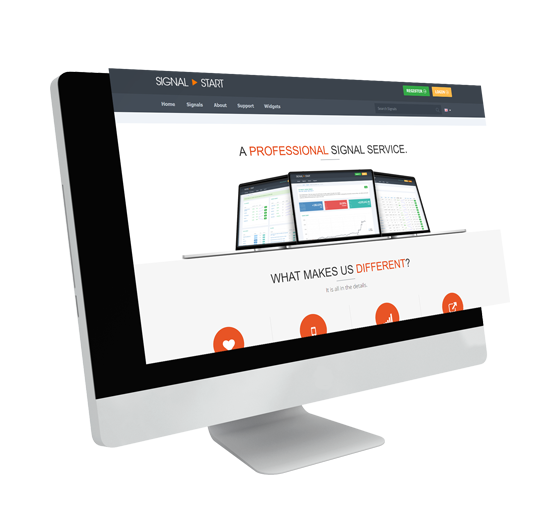 SIGNAL START
REGISTER
LOGIN
Home Signals About Support Widgets
Search Signals
A PROFESSIONAL SIGNAL SERVICE.
WHAT MAKES US DIFFERENT?
It is all in the details.